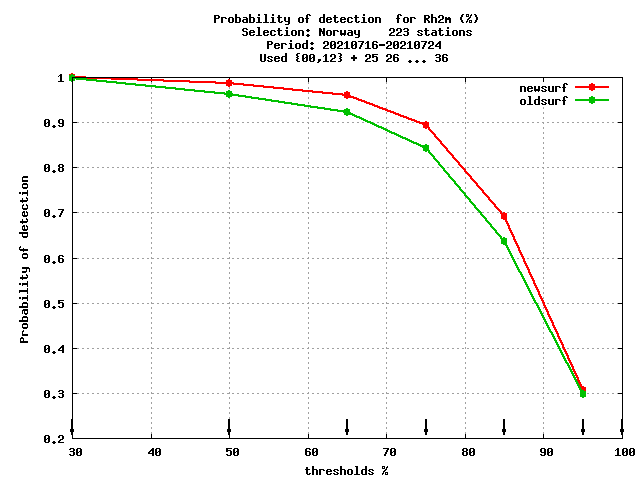 Probability of detection  for Rh2m (%)
Selection: Norway    223 stations
Period: 20210716-20210724
Used {00,12} + 25 26 ... 36
newsurf
oldsurf
Probability of detection
1
0.9
0.8
0.7
0.6
0.5
0.4
0.3
0.2
30 40 50 60 70 80 90 100
thresholds %